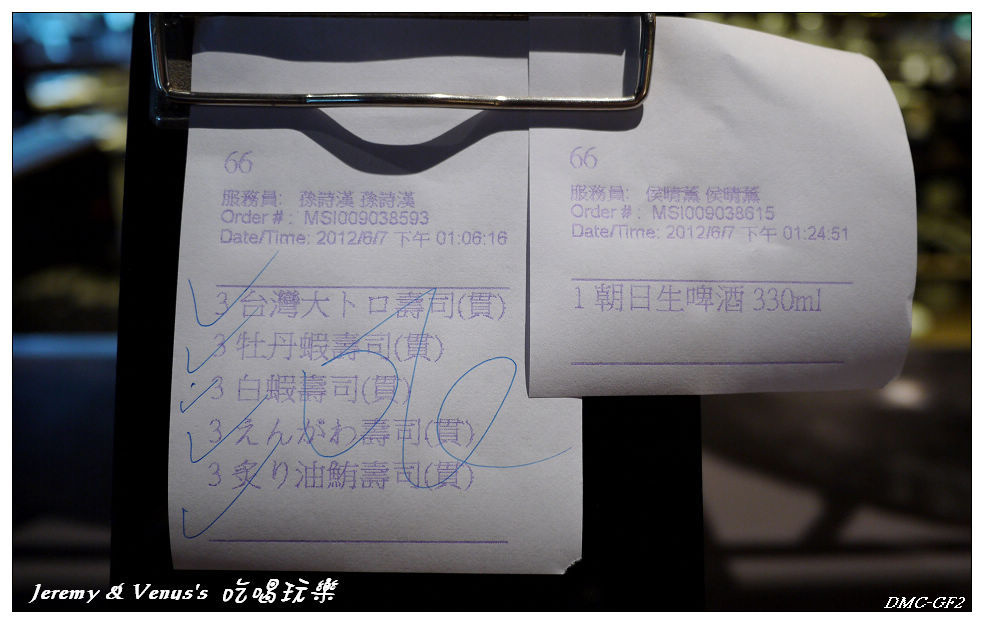 66
服務員: 孫詩漢 孫詩漢
Order # : MSI009038593
Date/Time: 2012/6/7 下午 01:06:16
3 台灣大トロ壽司(貫)
3 牡丹蝦壽司(貫)
3 白蝦壽司(貫)
3 えんがわ壽司(貫)
3 炙り油鮪壽司(貫)
66
服務員: 侯晴薰 侯晴薰
Order # : MSI009038615
Date/Time: 2012/6/7 下午 01:24:51
1 朝日生啤酒 330ml
Jeremy & Venus's 吃喝玩樂
DMC-GF2